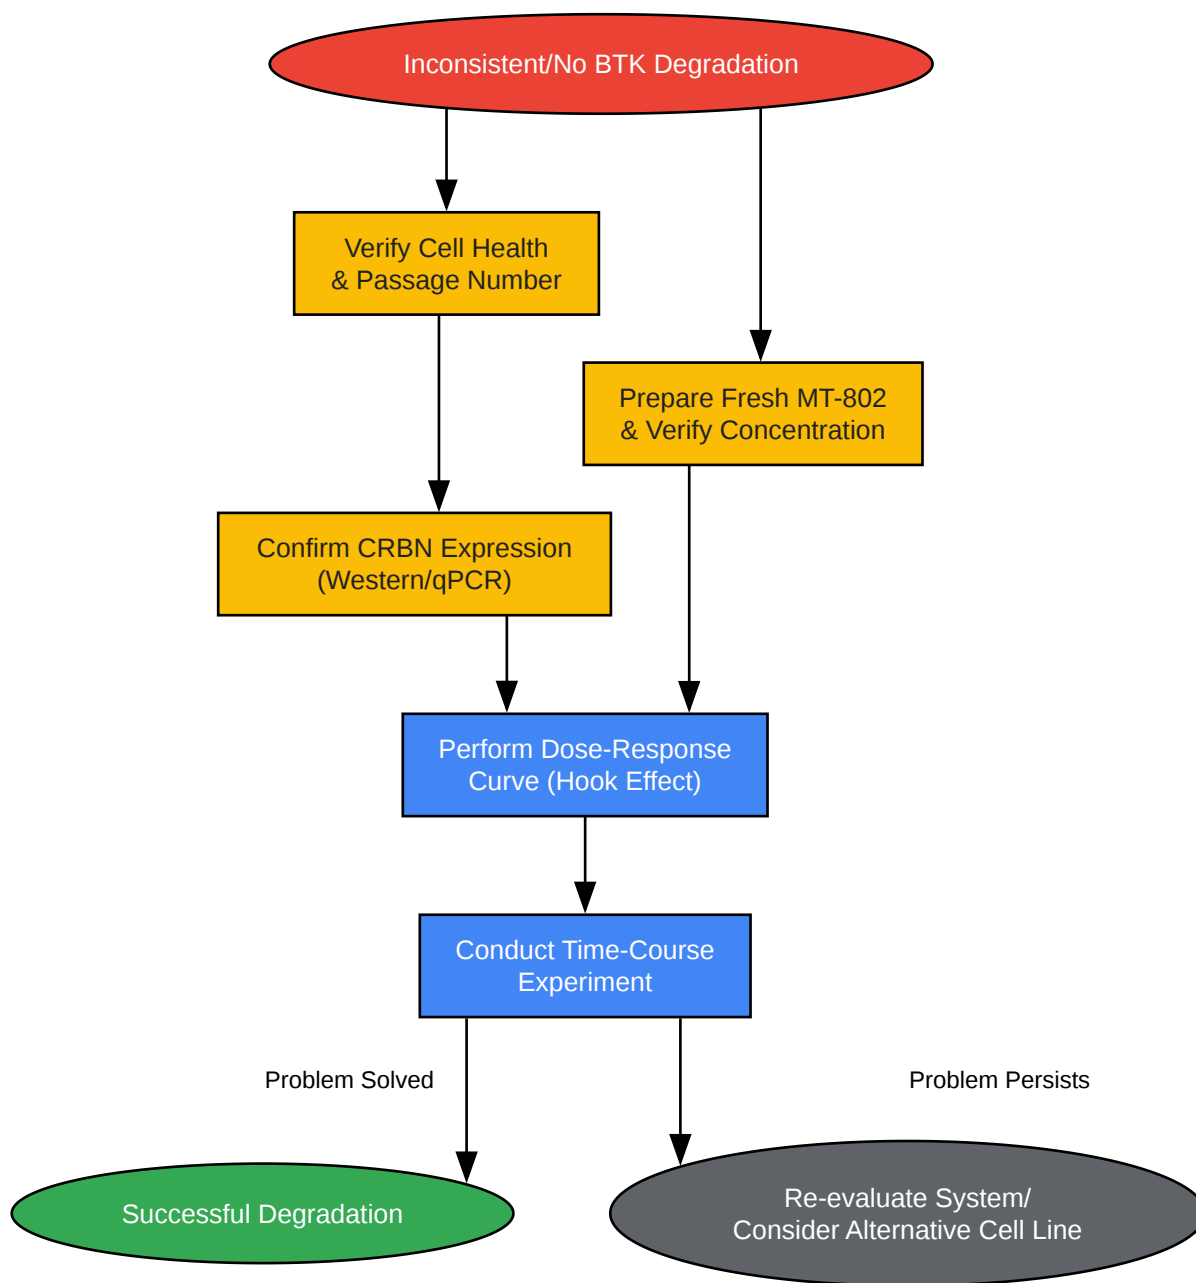 Inconsistent/No BTK Degradation
Verify Cell Health
& Passage Number
Prepare Fresh MT-802
& Verify Concentration
Confirm CRBN Expression
(Western/qPCR)
Perform Dose-Response
Curve (Hook Effect)
Conduct Time-Course
Experiment
Problem Solved
Problem Persists
Successful Degradation
Re-evaluate System/
Consider Alternative Cell Line